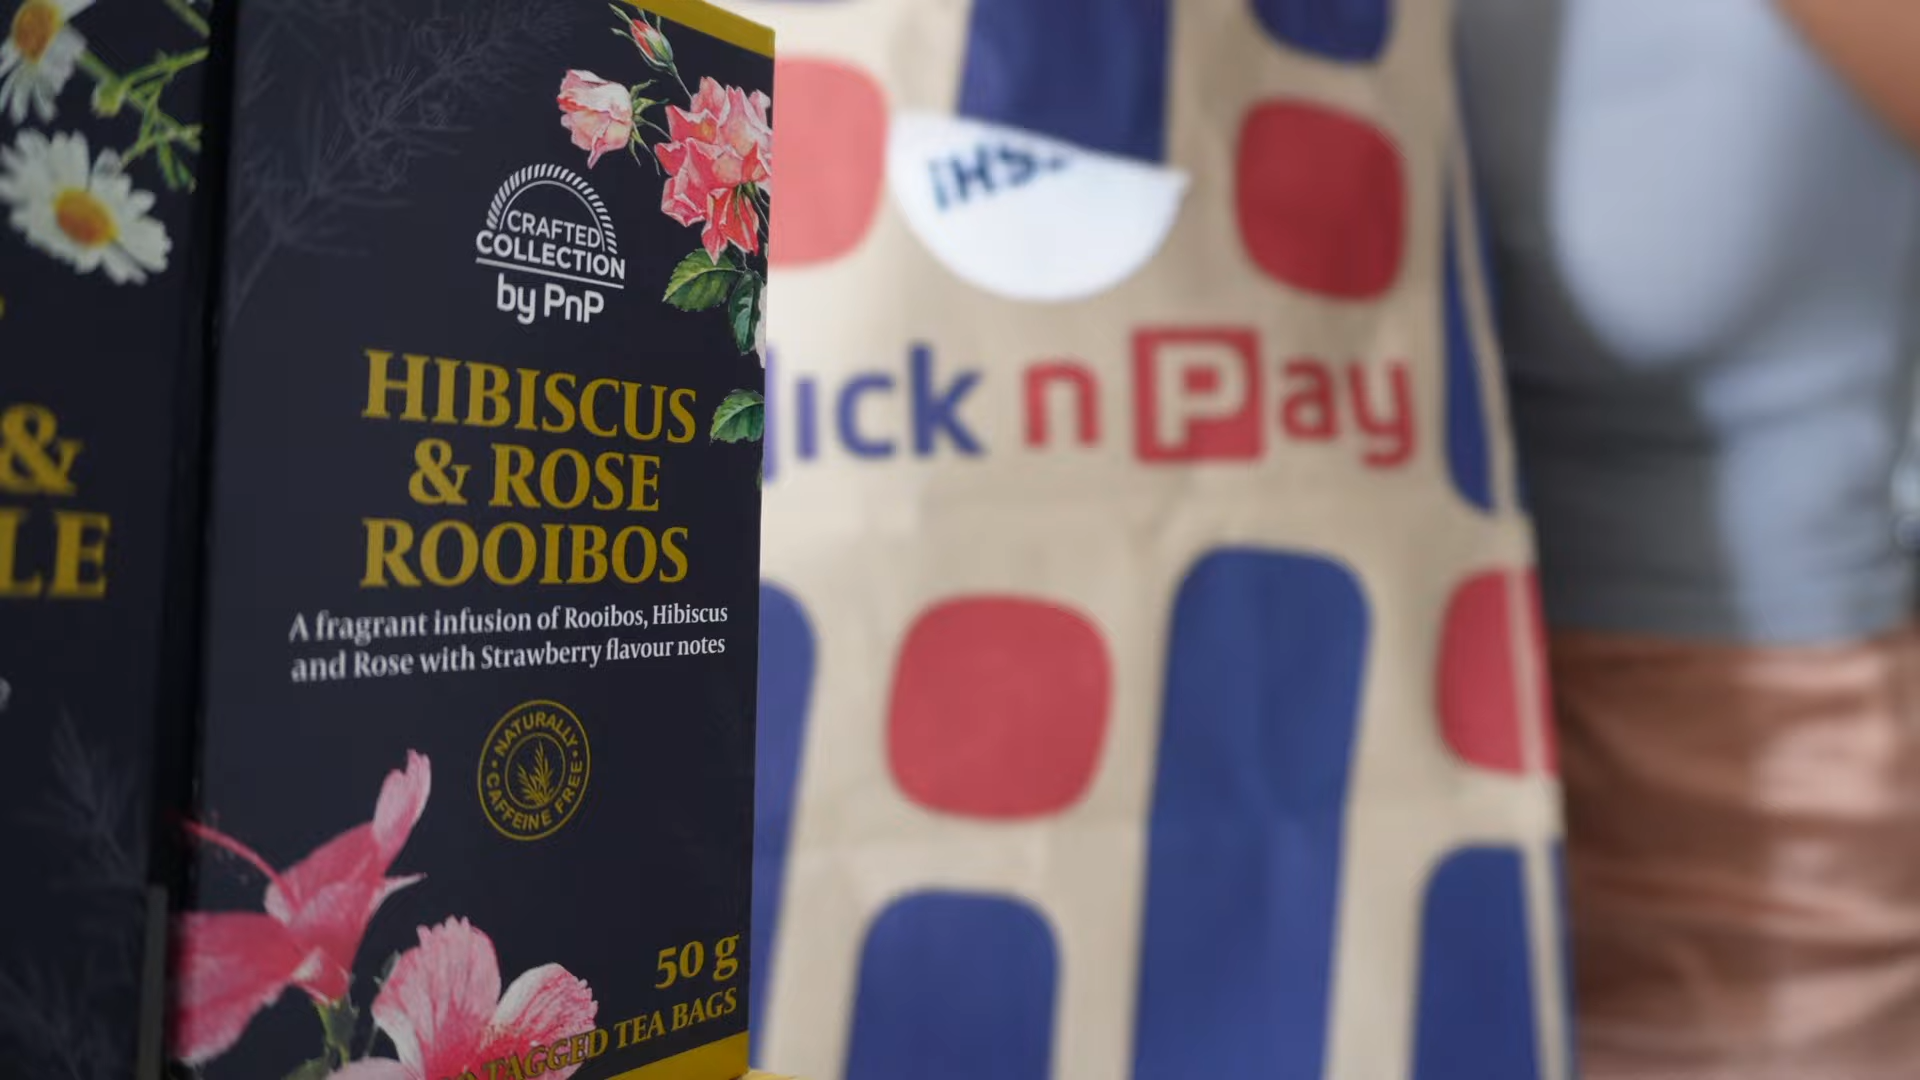 &
LE
CRAFTED
COLLECTION
by PnP
HIBISCUS
& ROSE
ROOIBOS
A fragrant infusion of Rooibos, Hibiscus
and Rose with Strawberry flavour notes
NATURALLY
CAFFEINE FREE
50 g
TAGGED TEA BAGS
ick n Pay